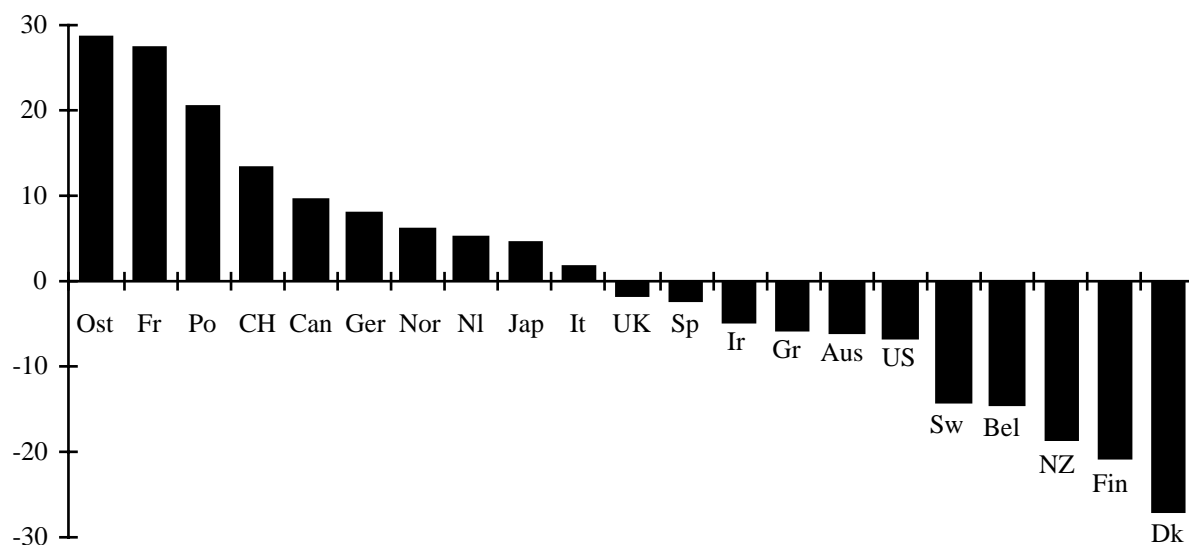 30
20
10
0
Ost Fr Po CH Can Ger Nor Nl Jap It UK Sp Ir Gr Aus US
-10
Sw Bel
-20
NZ Fin
-30
Dk